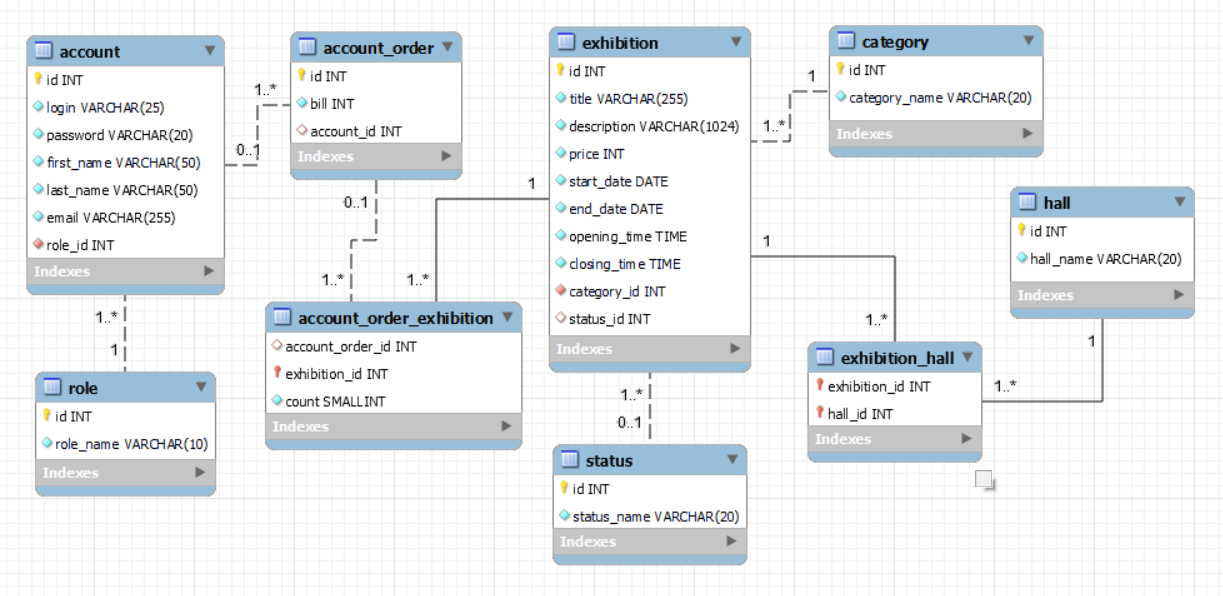 account
id INT
login VARCHAR(25)
password VARCHAR(20)
first_name VARCHAR(50)
last_name VARCHAR(50)
email VARCHAR(255)
role_id INT
Indexes
1..*
0..1
account_order
id INT
bill INT
account_id INT
Indexes
0..1
1..*
1
1..*
exhibition
id INT
title VARCHAR(255)
description VARCHAR(1024)
price INT
start_date DATE
end_date DATE
opening_time TIME
closing_time TIME
category_id INT
status_id INT
Indexes
1
1..*
category
id INT
category_name VARCHAR(20)
Indexes
hall
id INT
hall_name VARCHAR(20)
Indexes
1
1..*
1
1..*
1..*
1
role
id INT
role_name VARCHAR(10)
Indexes
account_order_exhibition
account_order_id INT
exhibition_id INT
count SMALLINT
Indexes
1..*
0..1
status
id INT
status_name VARCHAR(20)
Indexes
exhibition_hall
exhibition_id INT
hall_id INT
Indexes